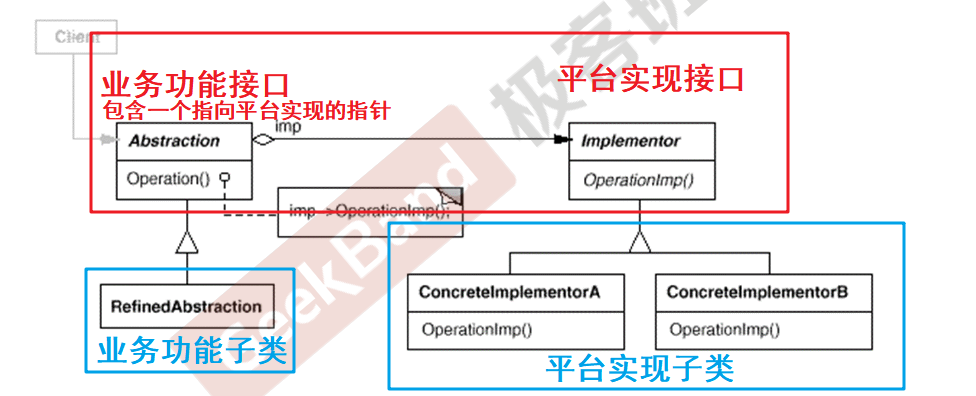 Client
极客班
业务功能接口
平台实现接口
包含一个指向平台实现的指针
imp
Abstraction
Implementor
Operation()
OperationImp()
imp->OperationImp();
GeekBand
RefinedAbstraction
ConcreteImplementorA
ConcreteImplementorB
OperationImp()
OperationImp()
业务功能子类
平台实现子类